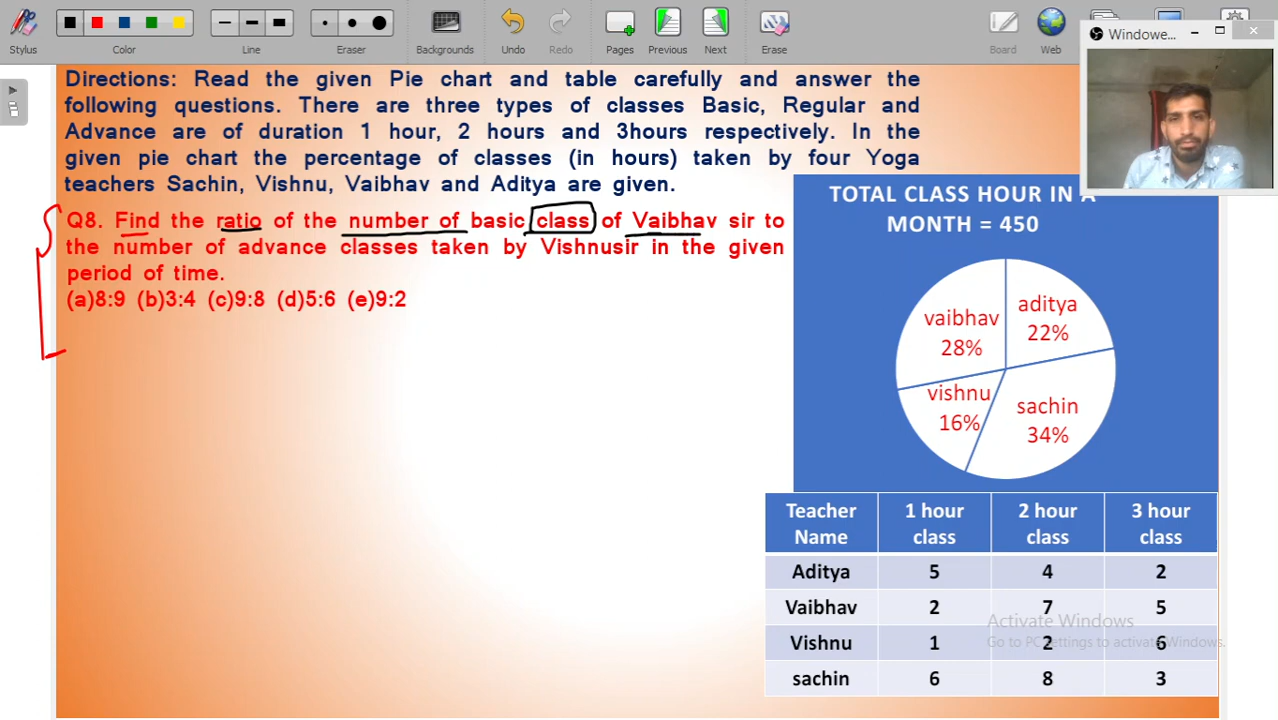 Stylus
Color
Line
Eraser
Backgrounds
Undo
Redo
Pages
Previous
Next
Erase
Board
Web
Windowe...
Directions: Read the given Pie chart and table carefully and answer the
following questions. There are three types of classes Basic, Regular and
Advance are of duration 1 hour, 2 hours and 3hours respectively. In the
given pie chart the percentage of classes (in hours) taken by four Yoga
teachers Sachin, Vishnu, Vaibhav and Aditya are given.
Q8. Find the ratio of the number of basic class of Vaibhav sir to
the number of advance classes taken by Vishnusir in the given
period of time.
(a)8:9 (b)3:4 (c)9:8 (d)5:6 (e)9:2
TOTAL CLASS HOUR IN A
MONTH = 450
vaibhav
28%
aditya
22%
vishnu
16%
sachin
34%
Teacher Name 1 hour class 2 hour class 3 hour class
Aditya 5 4 2
Vaibhav 2 7 5
Vishnu 1 2 6
sachin 6 8 3
Activate Windows
Go to PC settings to activate Windows.